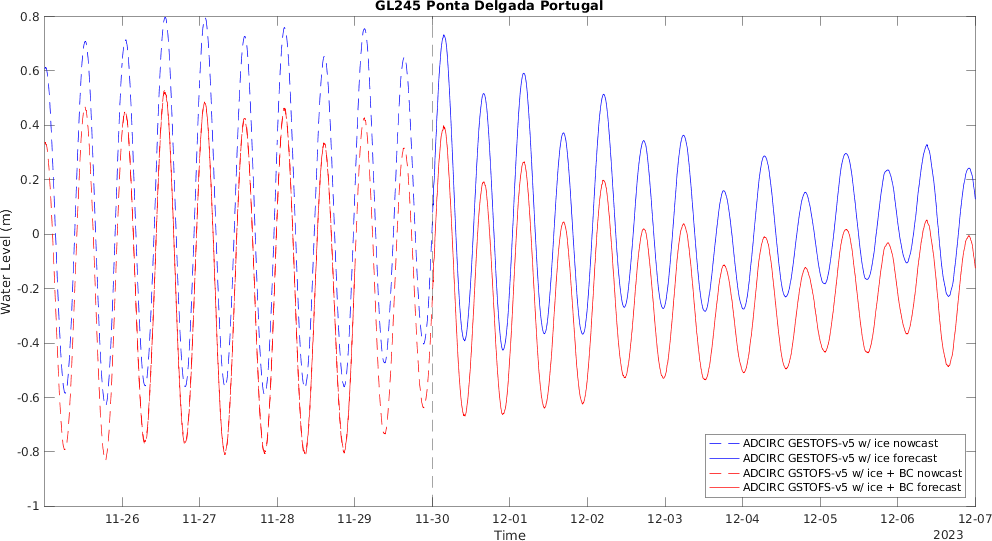 GL245 Ponta Delgada Portugal
0.8
0.6
0.4
0.2
0
-0.2
-0.4
-0.6
-0.8
-1
Water Level (m)
ADCIRC GESTOFS-v5 w/ ice nowcast
ADCIRC GESTOFS-v5 w/ ice forecast
ADCIRC GSTOFS-v5 w/ ice + BC nowcast
ADCIRC GSTOFS-v5 w/ ice + BC forecast
11-26 11-27 11-28 11-29 11-30 12-01 12-02 12-03 12-04 12-05 12-06 12-07
Time
2023